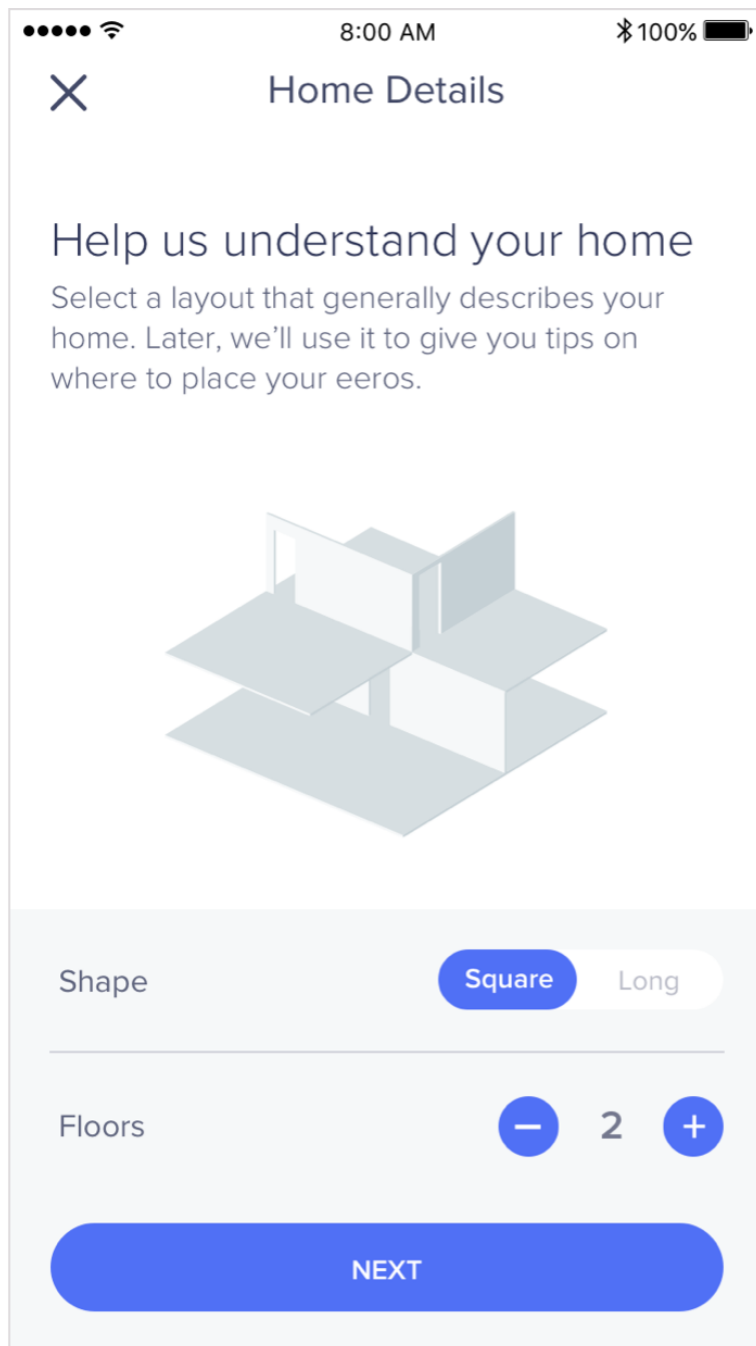 8:00 AM 100%
Home Details
Help us understand your home
Select a layout that generally describes your
home. Later, we’ll use it to give you tips on
where to place your eeros.
Shape Square Long
Floors 2
NEXT